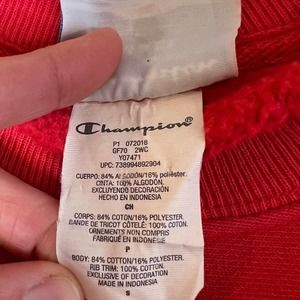 Champion
P1 072018
GF70 2WC
Y07471
UPC: 738994892904
CUERPO: 84% ALGODÓN/16% poliéster.
CINTA: 100% ALGODÓN.
EXCLUYENDO DECORACIÓN
HECHO EN INDONESIA
CH
CORPS: 84% COTON/16% POLYESTER.
BANDE DE TRICOT CÔTELÉ: 100% COTON.
ORNEMENTS NON COMPRIS
FABRIQUÉ EN INDONÉSIE
P
BODY: 84% COTTON/16% POLYESTER
RIB TRIM: 100% COTTON
EXCLUSIVE OF DECORATION
MADE IN INDONESIA
S